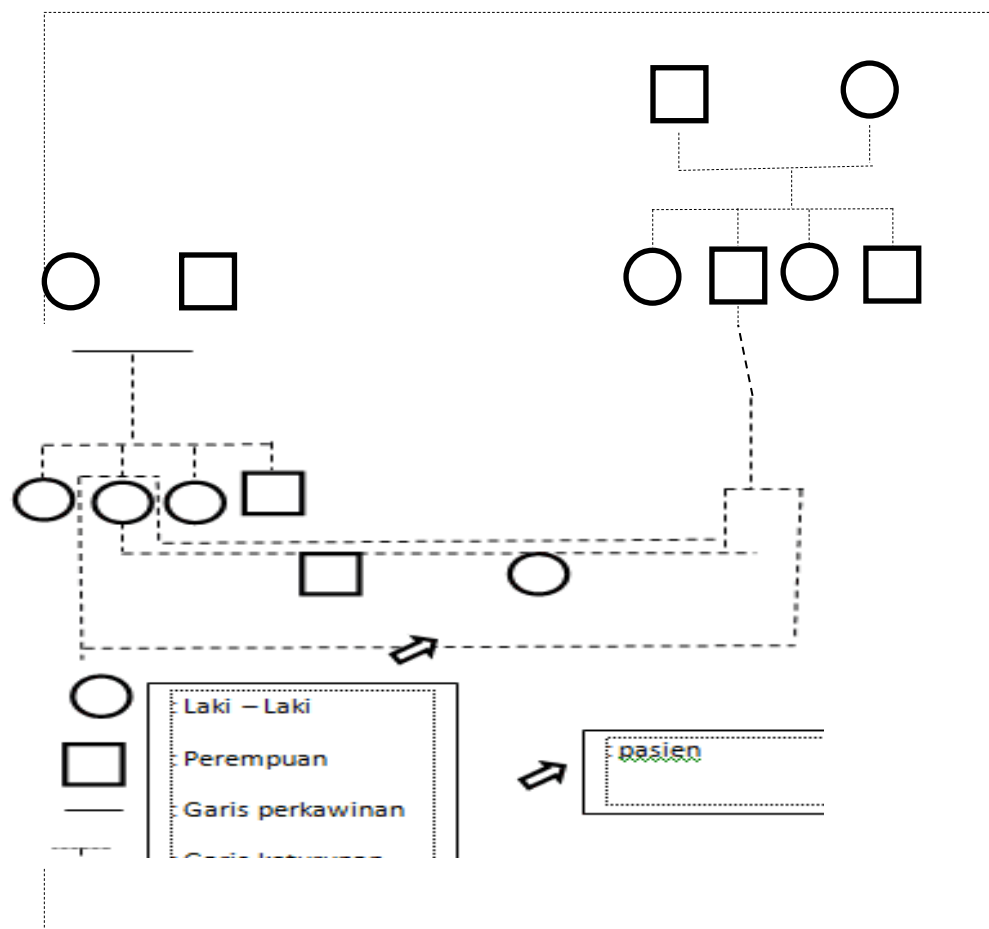 : Laki – Laki
: Perempuan
: Garis perkawinan
: pasien